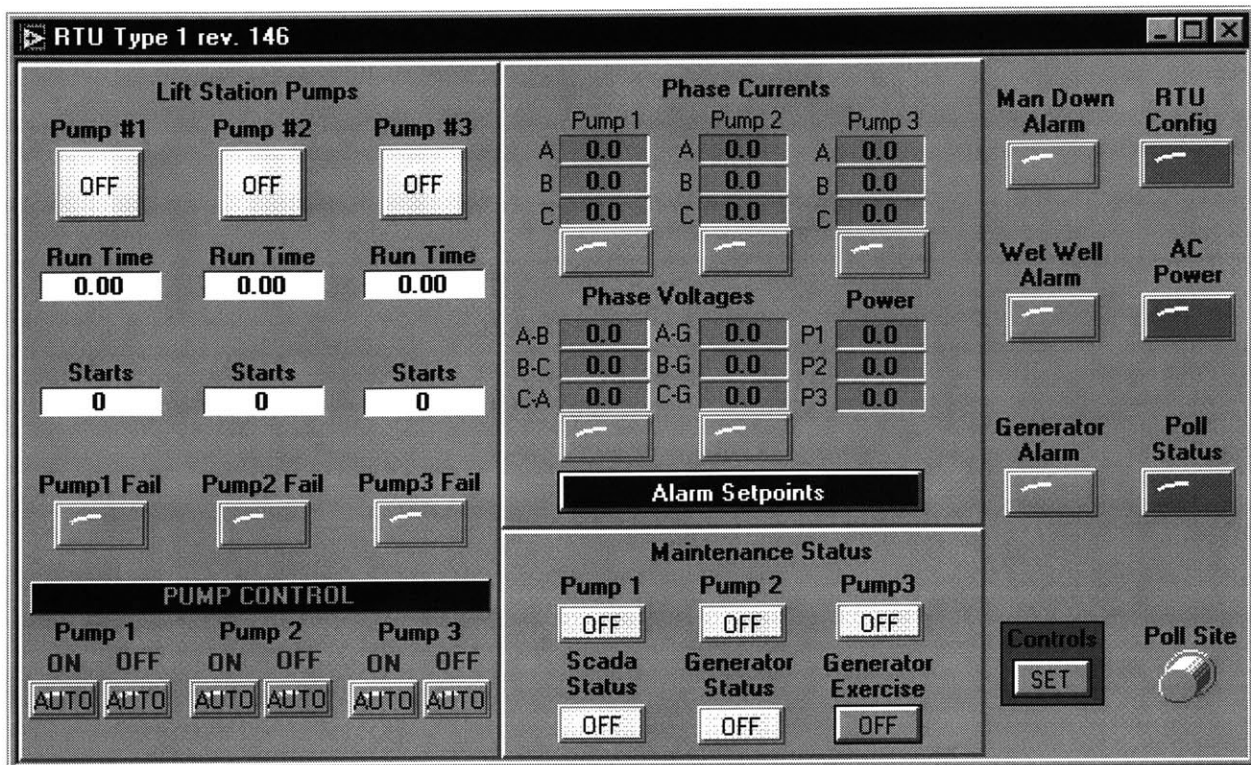 RTU Type 1 rev. 146
Lift Station Pumps
Pump #1 Pump #2 Pump #3
OFF OFF OFF
Run Time Run Time Run Time
0.00 0.00 0.00
Starts Starts Starts
0 0 0
Pump1 Fail Pump2 Fail Pump3 Fail
PUMP CONTROL
Pump 1 Pump 2 Pump 3
ON OFF ON OFF ON OFF
AUTO AUTO AUTO AUTO AUTO AUTO
Phase Currents
Pump 1 Pump 2 Pump 3
A 0.0 A 0.0 A 0.0
B 0.0 B 0.0 B 0.0
C 0.0 C 0.0 C 0.0
Phase Voltages Power
A-B 0.0 A-G 0.0 P1 0.0
B-C 0.0 B-G 0.0 P2 0.0
C-A 0.0 C-G 0.0 P3 0.0
Alarm Setpoints
Maintenance Status
Pump 1 Pump 2 Pump3
OFF OFF OFF
Scada Generator Generator
Status Status Exercise
OFF OFF OFF
Man Down RTU
Alarm Config
Wet Well AC
Alarm Power
Generator Poll
Alarm Status
Controls Poll Site
SET